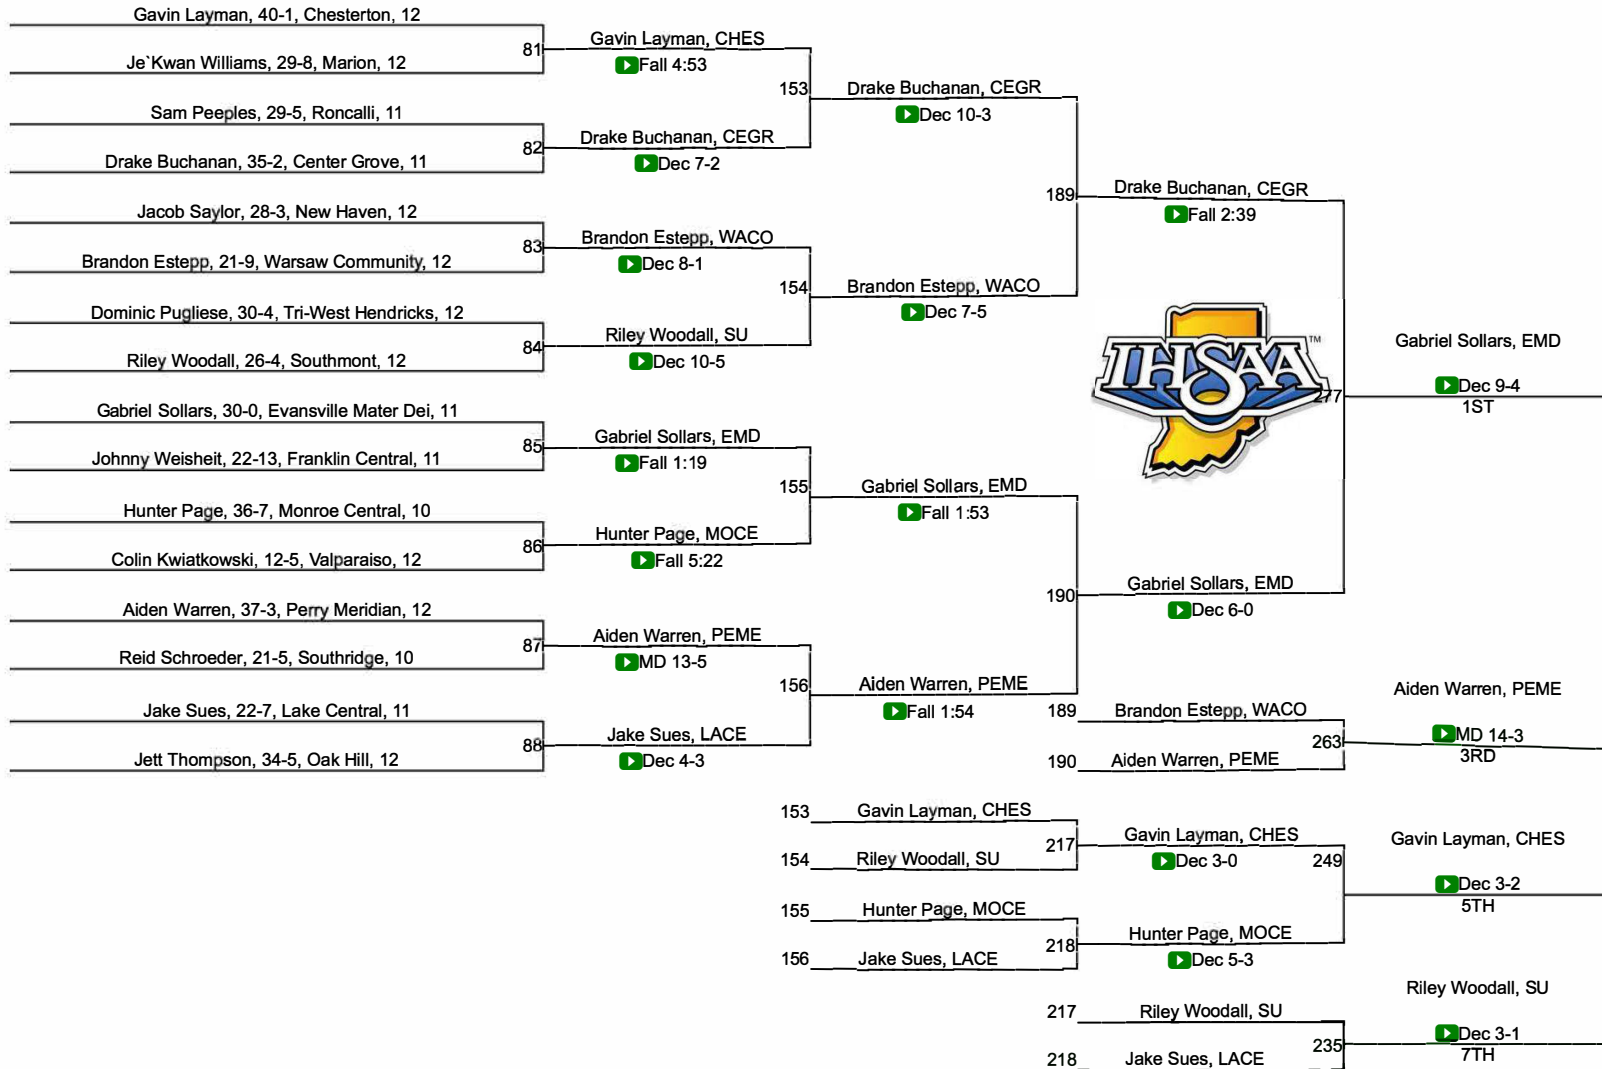 Gavin Layman, 40-1, Chesterton, 12
81
Je`Kwan Williams, 29-8, Marion, 12
Gavin Layman, CHES
Fall 4:53
153
Sam Peeples, 29-5, Roncalli, 11
82
Drake Buchanan, 35-2, Center Grove, 11
Drake Buchanan, CEGR
Dec 7-2
Drake Buchanan, CEGR
Dec 10-3
189
Jacob Saylor, 28-3, New Haven, 12
83
Brandon Estepp, 21-9, Warsaw Community, 12
Brandon Estepp, WACO
Dec 8-1
154
Dominic Pugliese, 30-4, Tri-West Hendricks, 12
84
Riley Woodall, 26-4, Southmont, 12
Riley Woodall, SU
Dec 10-5
Brandon Estepp, WACO
Dec 7-5
Drake Buchanan, CEGR
Fall 2:39
IHSAA
TM
277
Gabriel Sollars, EMD
Dec 9-4
1ST
Gabriel Sollars, 30-0, Evansville Mater Dei, 11
85
Johnny Weisheit, 22-13, Franklin Central, 11
Gabriel Sollars, EMD
Fall 1:19
155
Hunter Page, 36-7, Monroe Central, 10
86
Colin Kwiatkowski, 12-5, Valparaiso, 12
Hunter Page, MOCE
Fall 5:22
Gabriel Sollars, EMD
Fall 1:53
190
Gabriel Sollars, EMD
Dec 6-0
Aiden Warren, 37-3, Perry Meridian, 12
87
Reid Schroeder, 21-5, Southridge, 10
Aiden Warren, PEME
MD 13-5
156
Jake Sues, 22-7, Lake Central, 11
88
Jett Thompson, 34-5, Oak Hill, 12
Jake Sues, LACE
Dec 4-3
Aiden Warren, PEME
Fall 1:54
189
Brandon Estepp, WACO
263
190
Aiden Warren, PEME
Aiden Warren, PEME
MD 14-3
3RD
153
Gavin Layman, CHES
217
154
Riley Woodall, SU
Gavin Layman, CHES
Dec 3-0
249
155
Hunter Page, MOCE
218
156
Jake Sues, LACE
Hunter Page, MOCE
Dec 5-3
Gavin Layman, CHES
Dec 3-2
5TH
217
Riley Woodall, SU
235
218
Jake Sues, LACE
Riley Woodall, SU
Dec 3-1
7TH